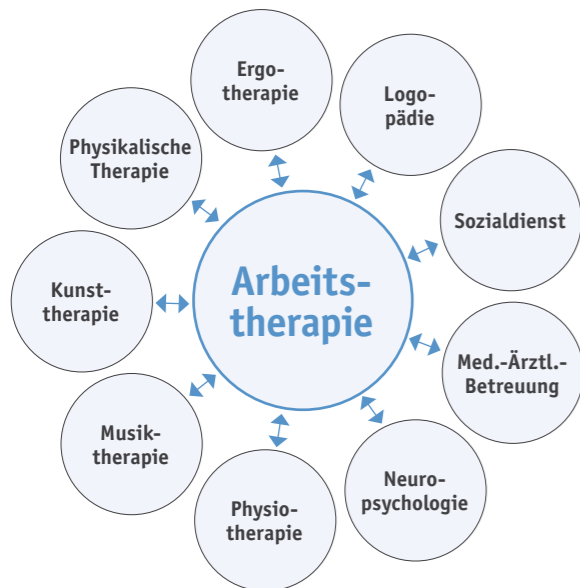 Ergo-
therapie
Logo-
pädie
Sozialdienst
Med.-Ärztl.-
Betreuung
Neuro-
psychologie
Physio-
therapie
Musik-
therapie
Kunst-
therapie
Physikalische
Therapie
Arbeits-
therapie